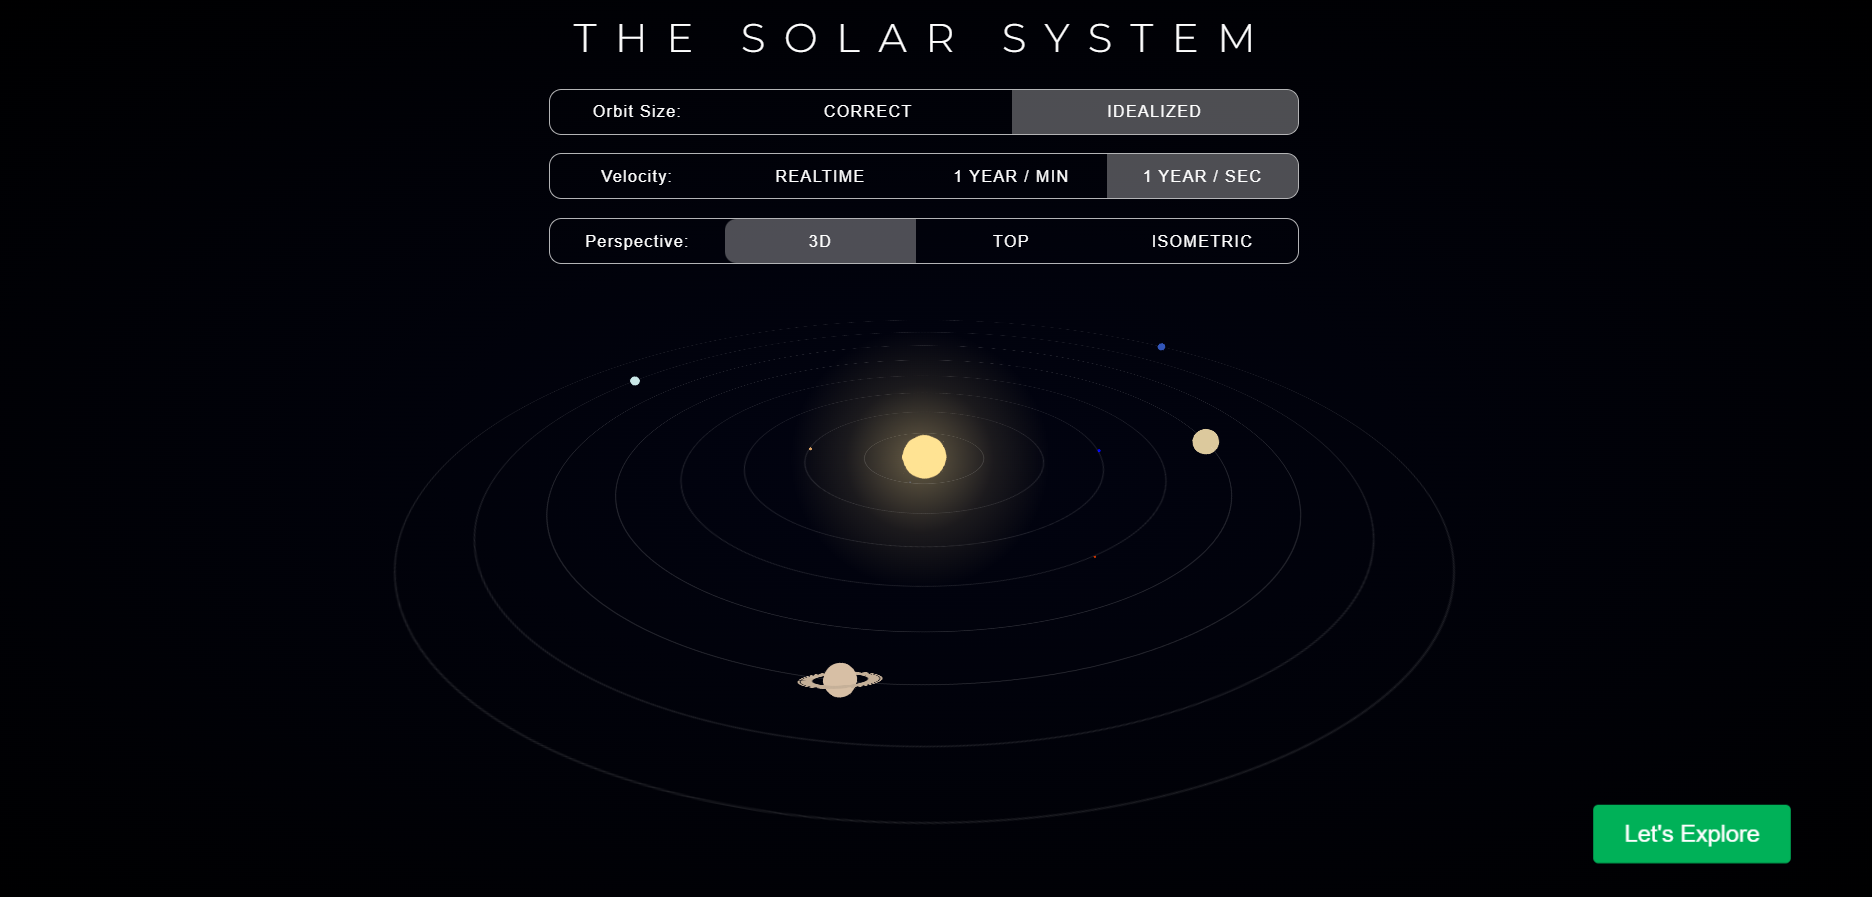 THE SOLAR SYSTEM
Orbit Size: CORRECT IDEALIZED
Velocity: REALTIME 1 YEAR / MIN 1 YEAR / SEC
Perspective: 3D TOP ISOMETRIC
Let's Explore